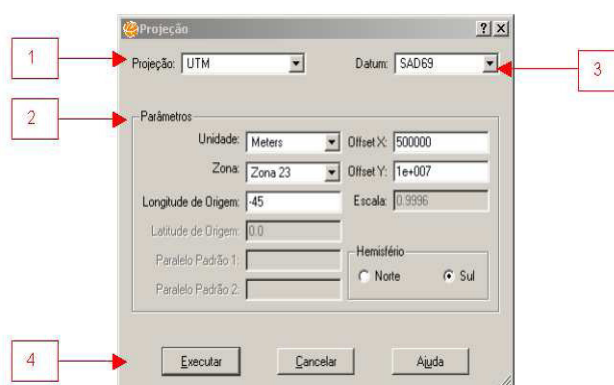 Projeção
1
Projeção: UTM
Datum: SAD69
3
2
Parâmetros
Unidade: Meters
Offset X: 500000
Zona: Zona 23
Offset Y: 1e+007
Longitude de Origem: -45
Escala: 0.9996
Latitude de Origem: 0.0
Paralelo Padrão 1:
Paralelo Padrão 2:
Hemisfério
Norte
Sul
4
Executar
Cancelar
Ajuda